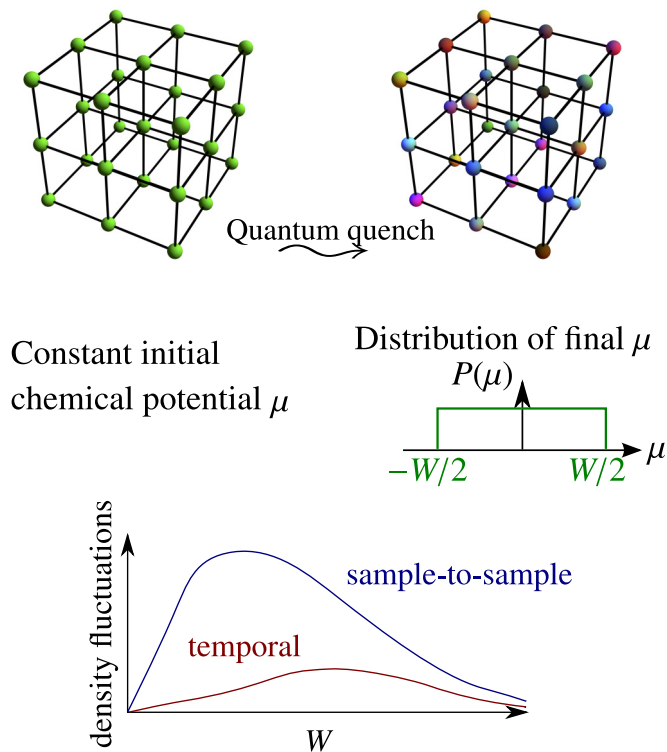 Quantum quench
Constant initial
chemical potential μ
Distribution of final μ
P(μ)
μ
−W/2
W/2
density fluctuations
sample-to-sample
temporal
W